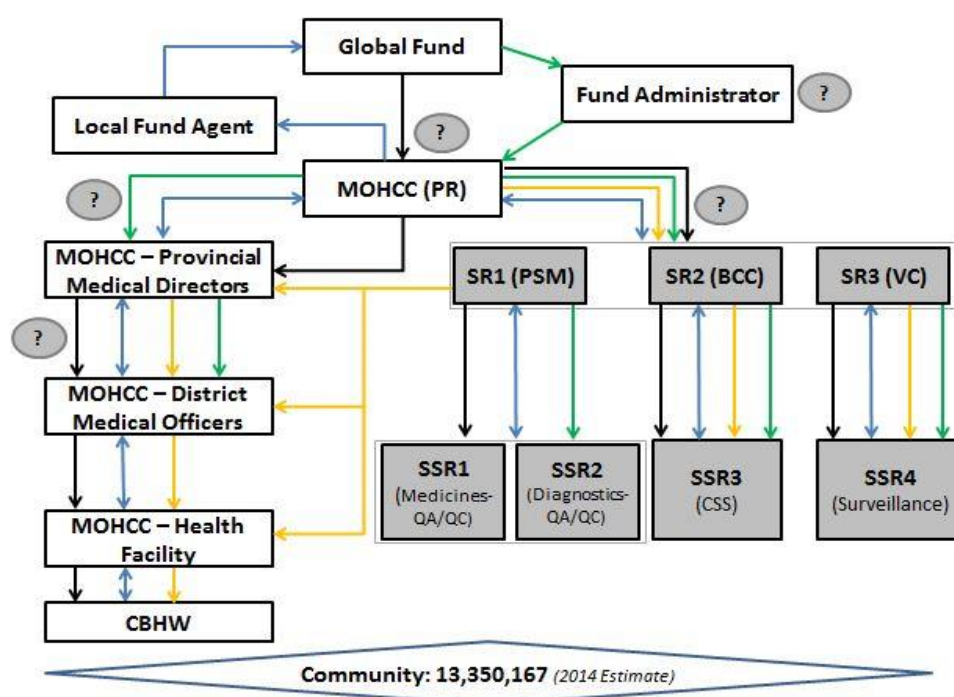 Global Fund
Fund Administrator
?
Local Fund Agent
?
MOHCC (PR)
?
?
MOHCC – Provincial
Medical Directors
SR1 (PSM)
SR2 (BCC)
SR3 (VC)
?
MOHCC – District
Medical Officers
SSR1
(Medicines-
QA/QC)
SSR2
(Diagnostics-
QA/QC)
SSR3
(CSS)
SSR4
(Surveillance)
MOHCC – Health
Facility
CBHW
Community: 13,350,167 (2014 Estimate)